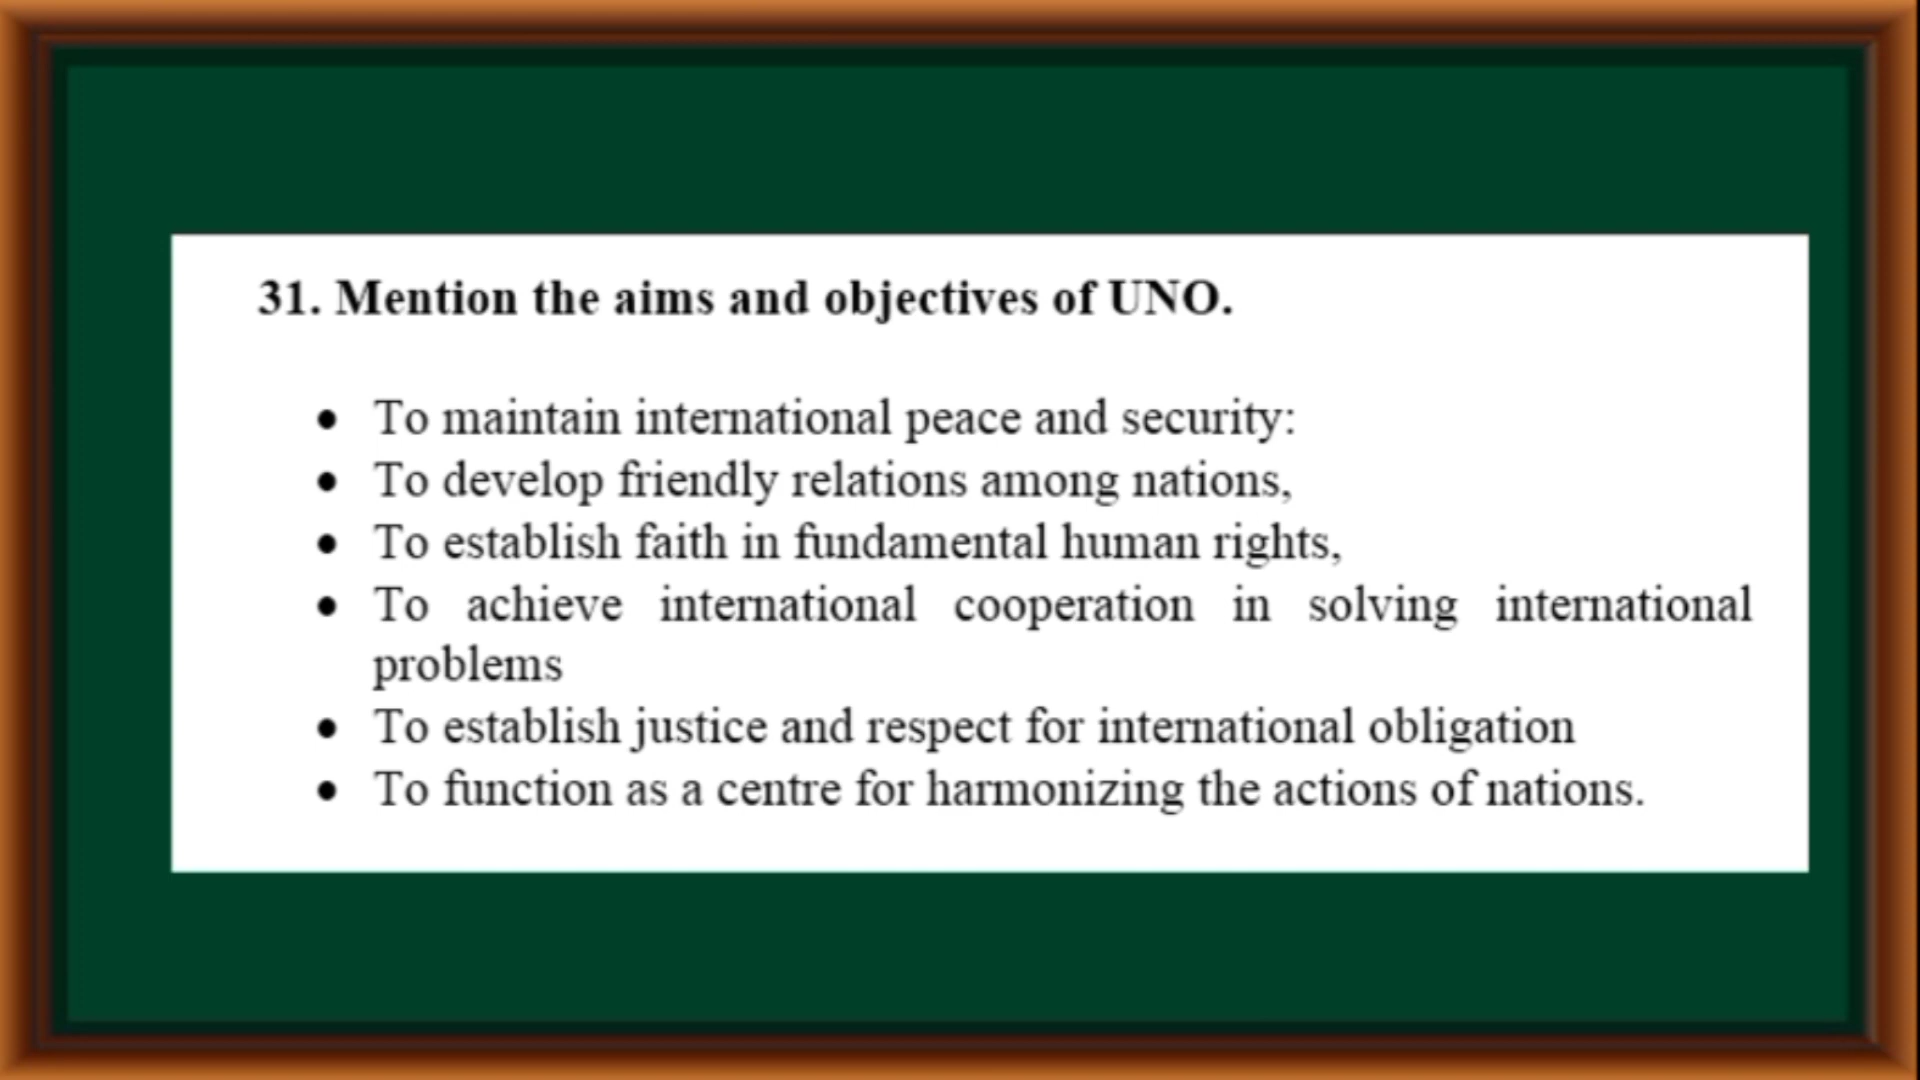 31. Mention the aims and objectives of UNO.
• To maintain international peace and security:
• To develop friendly relations among nations,
• To establish faith in fundamental human rights,
• To achieve international cooperation in solving international
problems
• To establish justice and respect for international obligation
• To function as a centre for harmonizing the actions of nations.